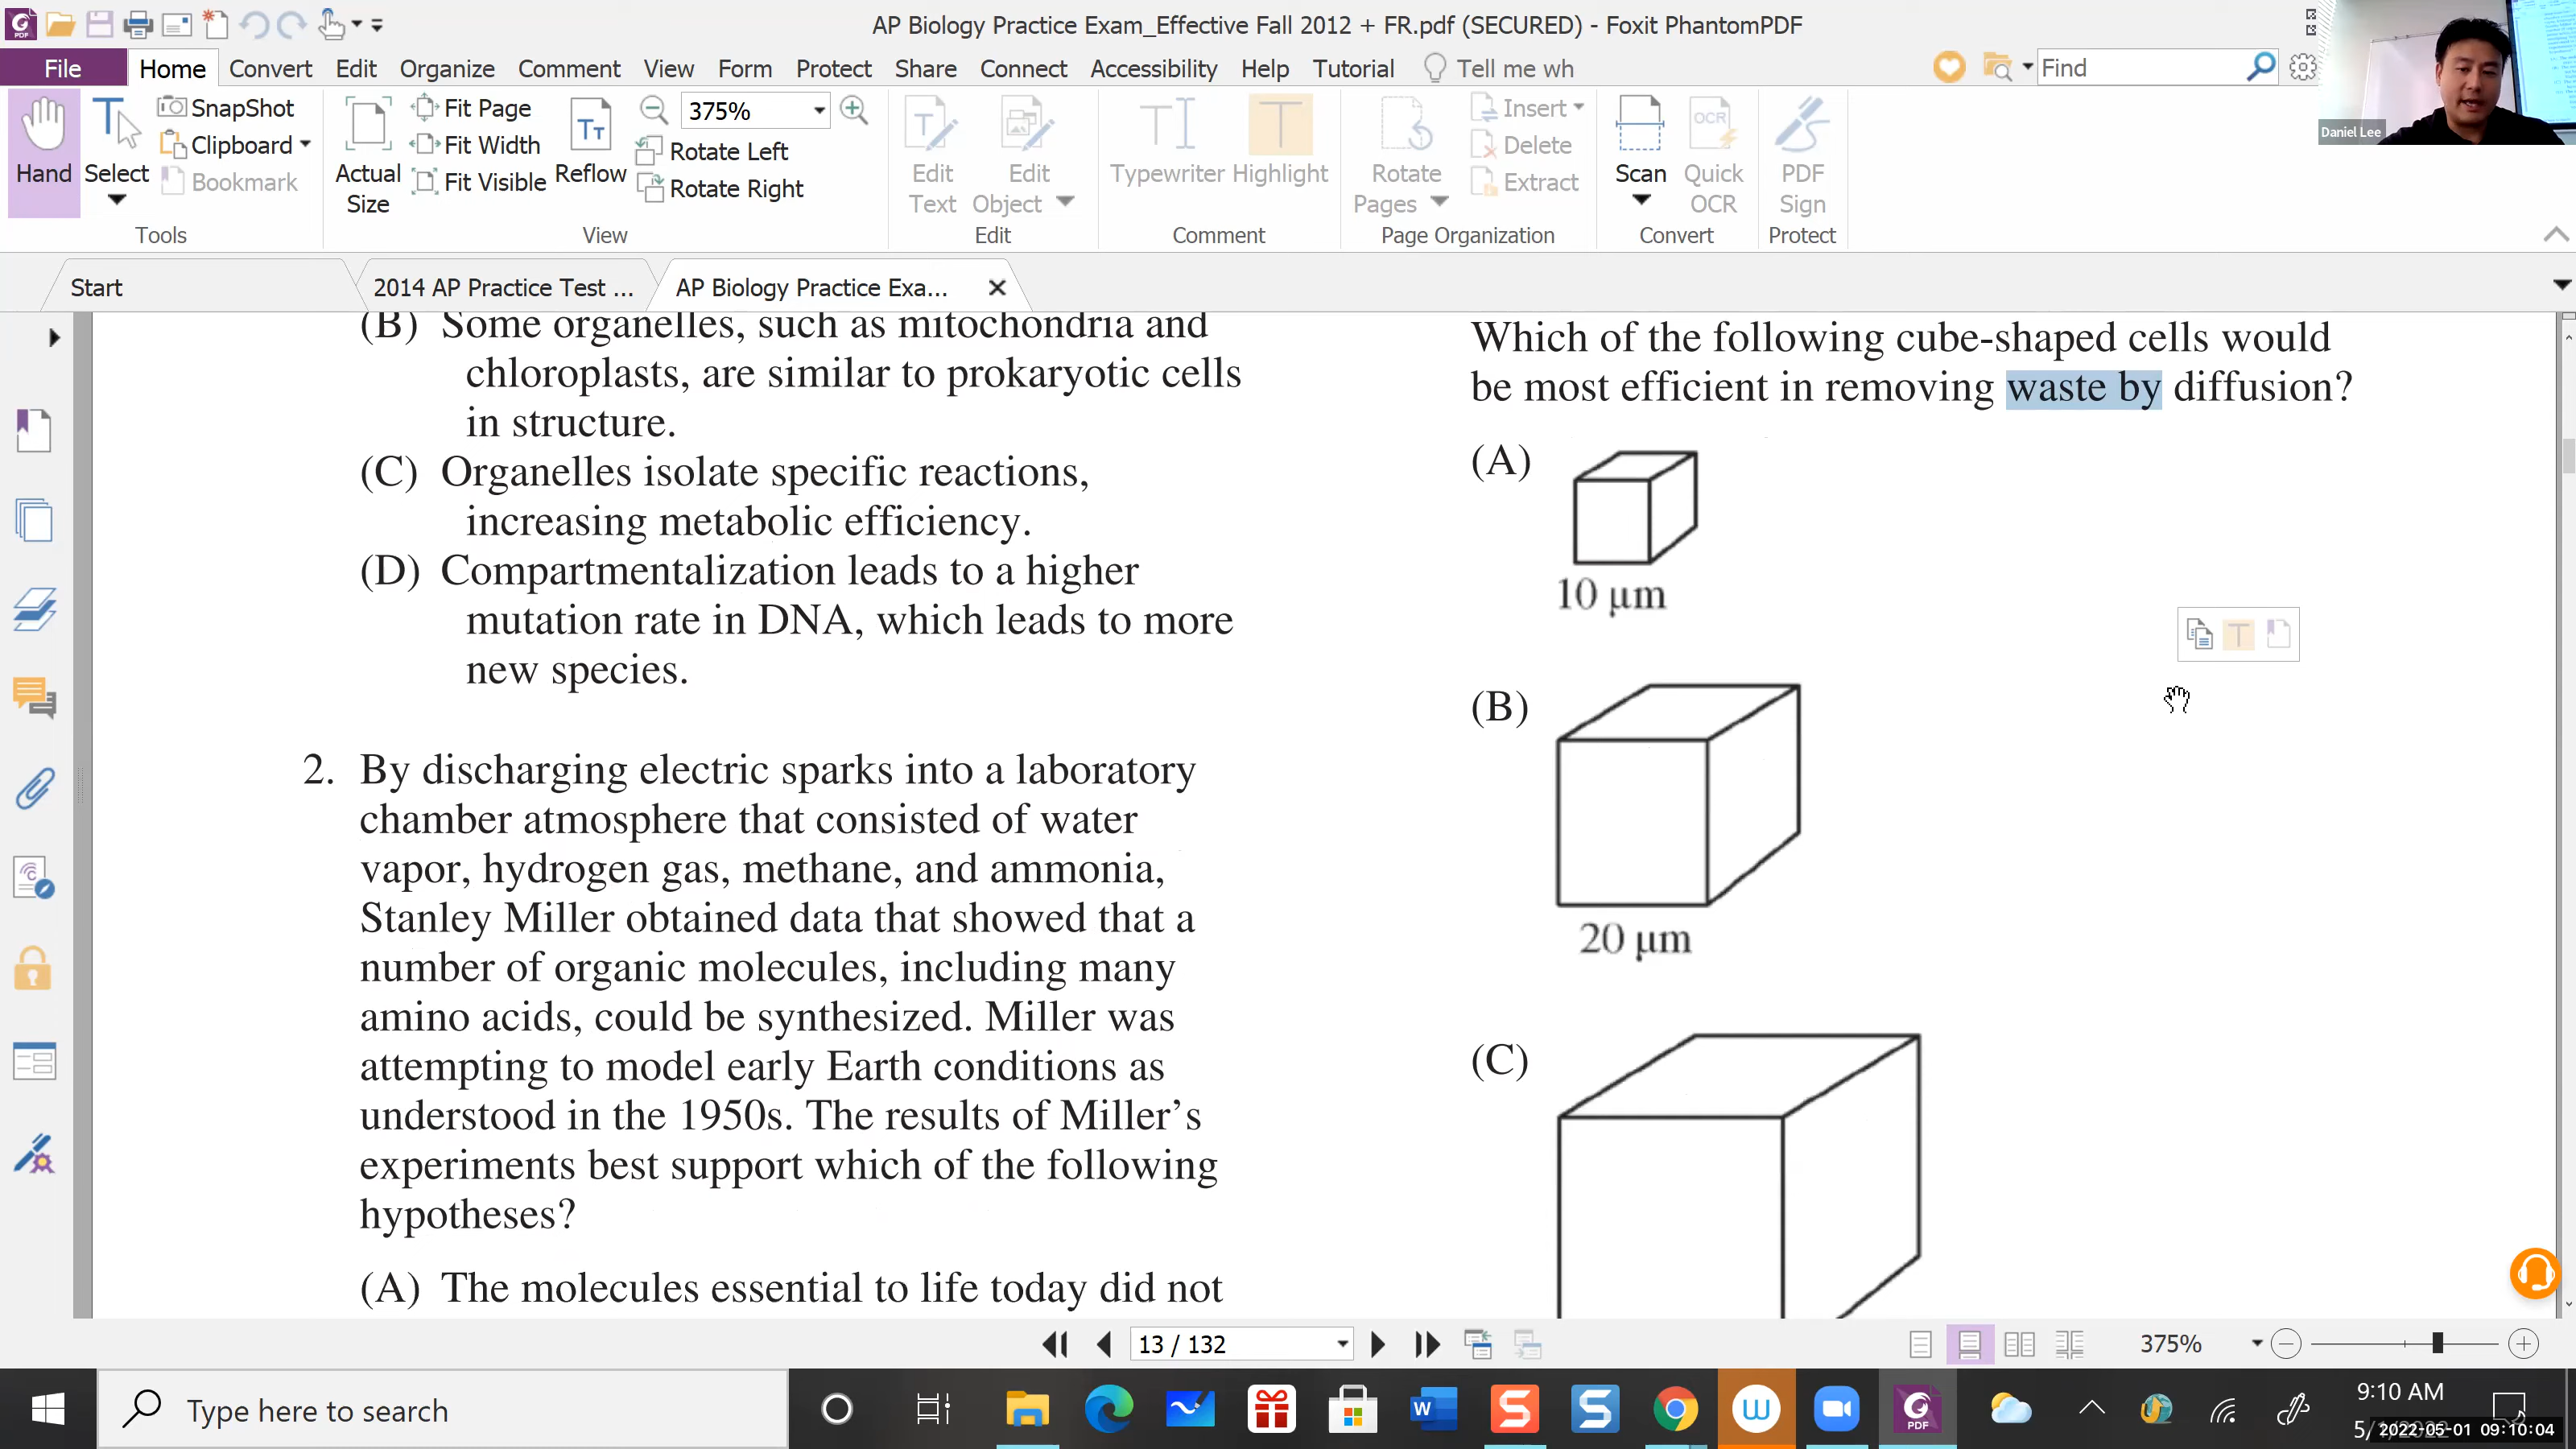 AP Biology Practice Exam_Effective Fall 2012 + FR.pdf (SECURED) - Foxit PhantomPDF
File Home Convert Edit Organize Comment View Form Protect Share Connect Accessibility Help Tutorial Tell me wh Find
Daniel Lee
Hand
Select
SnapShot
Clipboard
Bookmark
Tools
Actual Size
Fit Page
Fit Width
Fit Visible
Reflow
375%
Rotate Left
Rotate Right
View
Edit Text
Edit Object
Edit
Typewriter
Highlight
Comment
Rotate Pages
Insert
Delete
Extract
Page Organization
Scan
Quick OCR
Convert
PDF Sign
Protect
Start
2014 AP Practice Test ...
AP Biology Practice Exa...
(B) Some organelles, such as mitochondria and
chloroplasts, are similar to prokaryotic cells
in structure.
(C) Organelles isolate specific reactions,
increasing metabolic efficiency.
(D) Compartmentalization leads to a higher
mutation rate in DNA, which leads to more
new species.
2. By discharging electric sparks into a laboratory
chamber atmosphere that consisted of water
vapor, hydrogen gas, methane, and ammonia,
Stanley Miller obtained data that showed that a
number of organic molecules, including many
amino acids, could be synthesized. Miller was
attempting to model early Earth conditions as
understood in the 1950s. The results of Miller's
experiments best support which of the following
hypotheses?
(A) The molecules essential to life today did not
Which of the following cube-shaped cells would
be most efficient in removing waste by diffusion?
(A)
10 μm
(B)
20 μm
(C)
13 / 132
375%
Type here to search
9:10 AM
2022-05-01 09:10:04